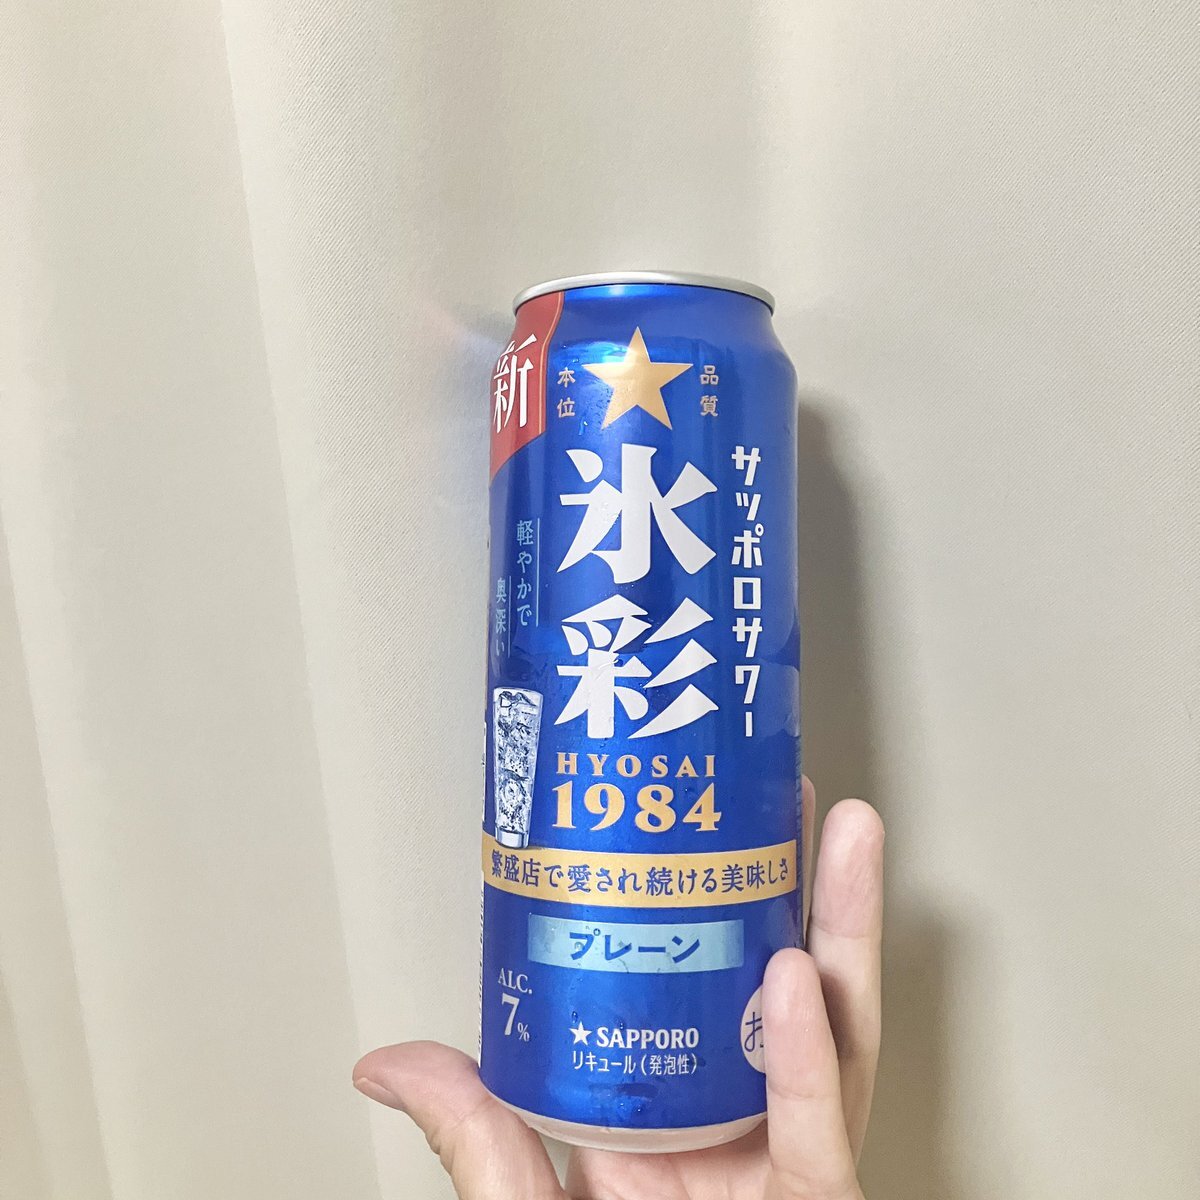 新
品質
本位
サッポロサワー
氷彩
HYOSAI
1984
軽やかで
奥深い
繁盛店で愛され続ける美味しさ
プレーン
ALC.
7%
SAPPORO
リキュール(発泡性)
お